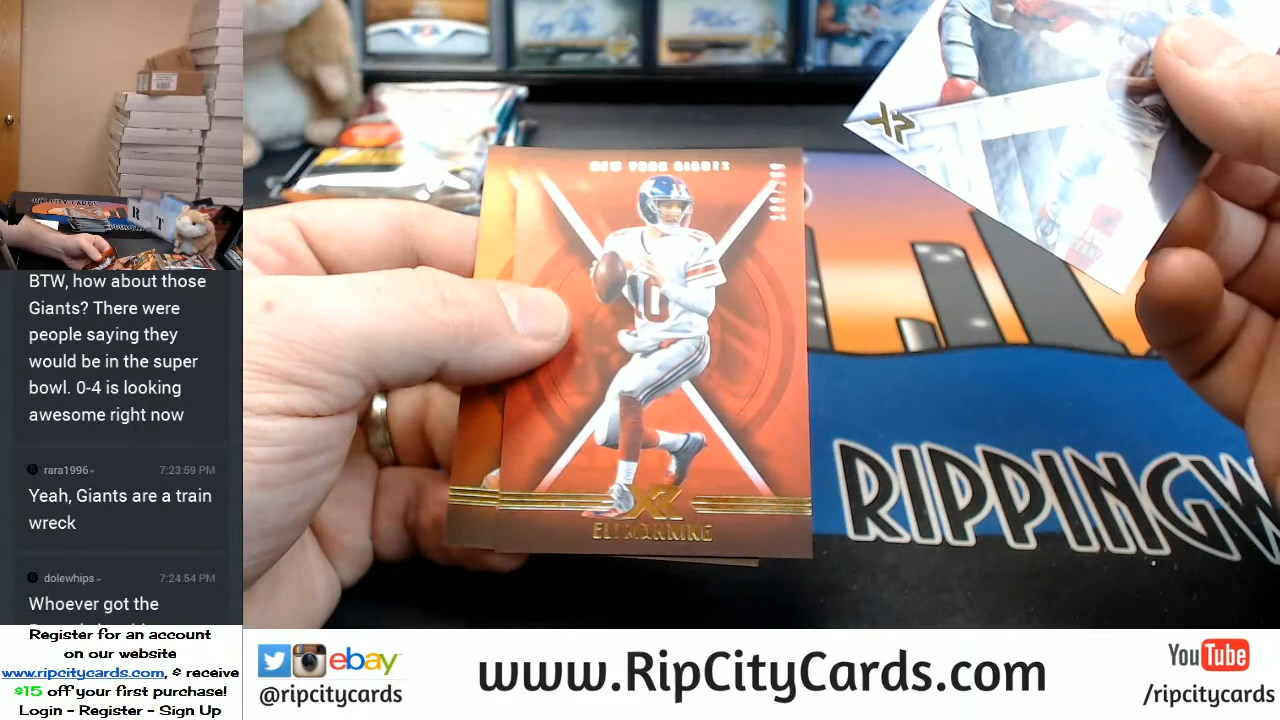 BTW, how about those
Giants? There were
people saying they
would be in the super
bowl. 0-4 is looking
awesome right now
rara1996
7:23:59 PM
Yeah, Giants are a train
wreck
dolewhips
7:24:54 PM
Whoever got the
Register for an account
on our website
www.ripcitycards.com, & receive
$15 off your first purchase!
Login - Register - Sign Up
NEW YORK GIANTS
10
XR
ELI MANNING
XR
RIPPINGW
R T
ebay
@ripcitycards
www.RipCityCards.com
YouTube
/ripcitycards